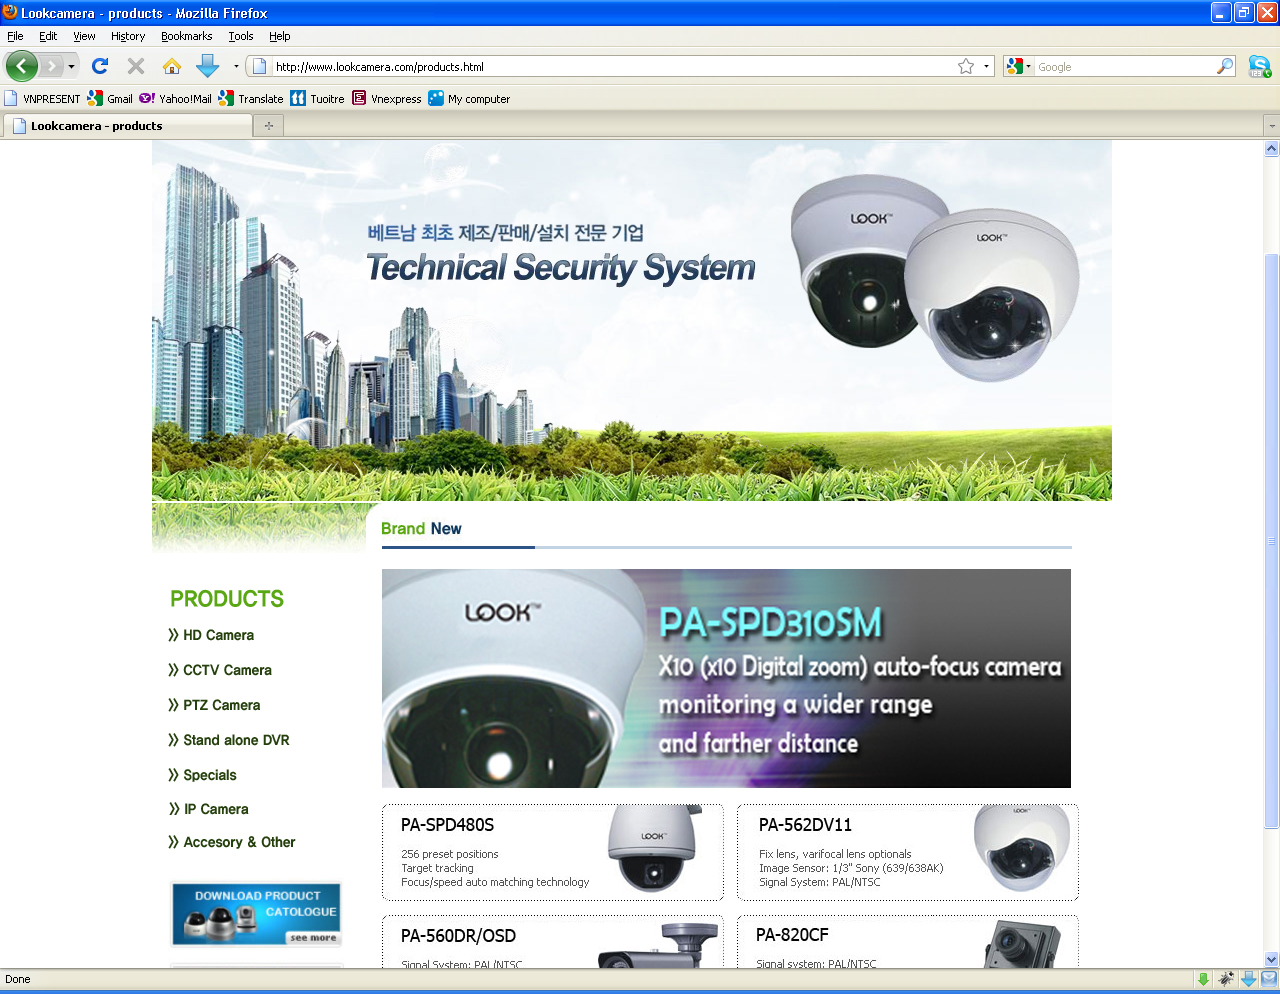 Lookcamera - products - Mozilla Firefox
File Edit View History Bookmarks Tools Help
http://www.lookcamera.com/products.html
Google
VNPRESENT Gmail Yahoo!Mail Translate Tuoitre Vnexpress My computer
Lookcamera - products
LOOK™
LOOK™
베트남 최초 제조/판매/설치 전문 기업
Technical Security System
Brand New
PRODUCTS
HD Camera
CCTV Camera
PTZ Camera
Stand alone DVR
Specials
IP Camera
Accesory & Other
DOWNLOAD PRODUCT
CATOLOGUE
see more
LOOK™
PA-SPD310SM
X10 (x10 Digital zoom) auto-focus camera
monitoring a wider range
and farther distance
PA-SPD480S
256 preset positions
Target tracking
Focus/speed auto matching technology
LOOK™
PA-562DV11
Fix lens, varifocal lens optionals
Image Sensor: 1/3" Sony (639/638AK)
Signal System: PAL/NTSC
LOOK
PA-560DR/OSD
Signal System: PAL/NTSC
PA-820CF
Signal system: PAL/NTSC
Done